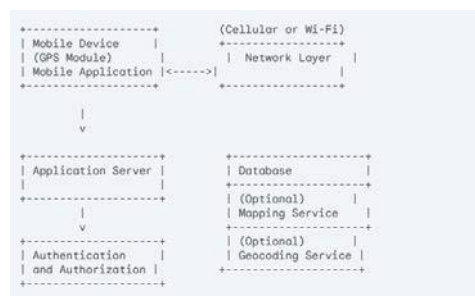 (Cellular or Wi-Fi)
Mobile Device
(GPS Module)
Mobile Application
Network Layer
Application Server
Database
(Optional)
Mapping Service
(Optional)
Geocoding Service
Authentication
and Authorization